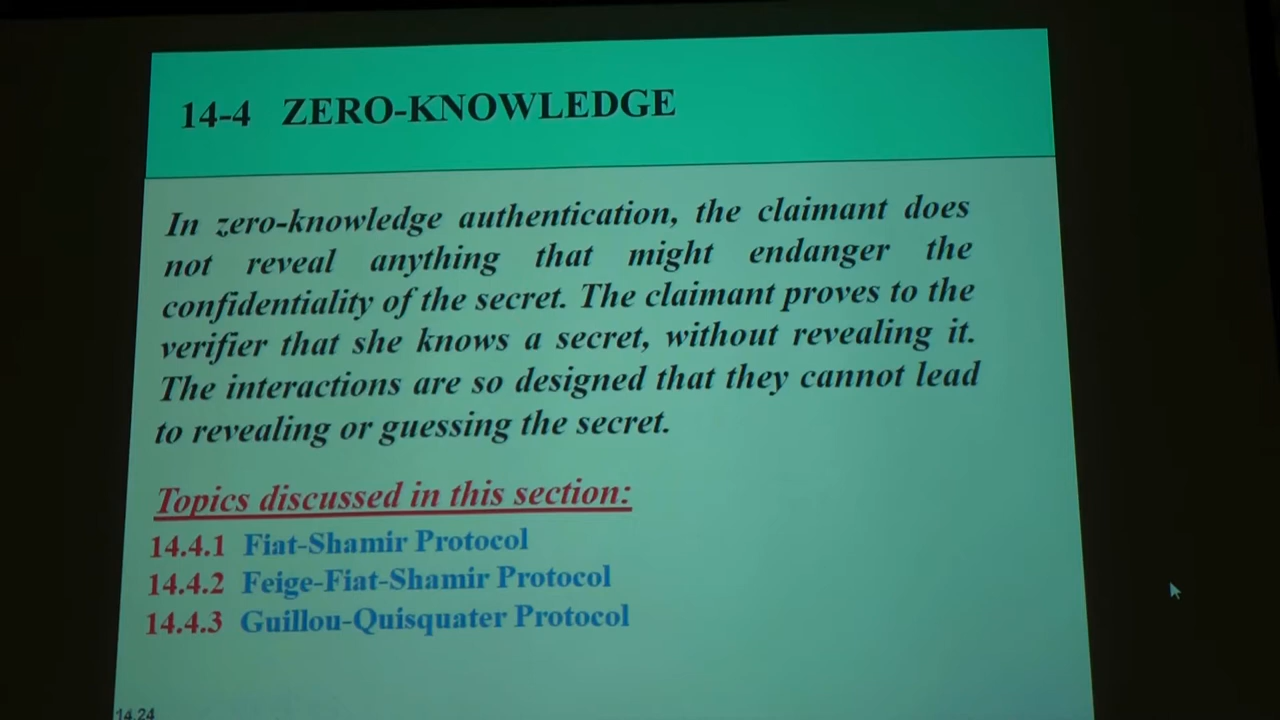 14-4 ZERO-KNOWLEDGE
In zero-knowledge authentication, the claimant does
not reveal anything that might endanger the
confidentiality of the secret. The claimant proves to the
verifier that she knows a secret, without revealing it.
The interactions are so designed that they cannot lead
to revealing or guessing the secret.
Topics discussed in this section:
14.4.1 Fiat-Shamir Protocol
14.4.2 Feige-Fiat-Shamir Protocol
14.4.3 Guillou-Quisquater Protocol
14.24